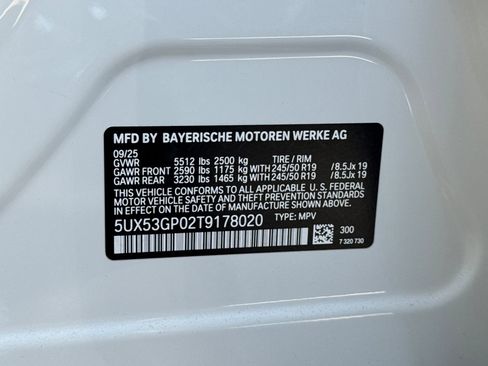 MFD BY BAYERISCHE MOTOREN WERKE AG
09/25
GVWR 5512 lbs 2500 kg TIRE / RIM
GAWR FRONT 2590 lbs 1175 kg WITH 245/50 R19 / 8.5Jx 19
GAWR REAR 3230 lbs 1465 kg WITH 245/50 R19 / 8.5Jx 19
THIS VEHICLE CONFORMS TO ALL APPLICABLE U.S. FEDERAL
MOTOR VEHICLE SAFETY AND THEFT PREVENTION STANDARDS
IN EFFECT ON THE DATE OF MANUFACTURE SHOWN ABOVE.
5UX53GP02T9178020 TYPE: MPV
300
7 320 730